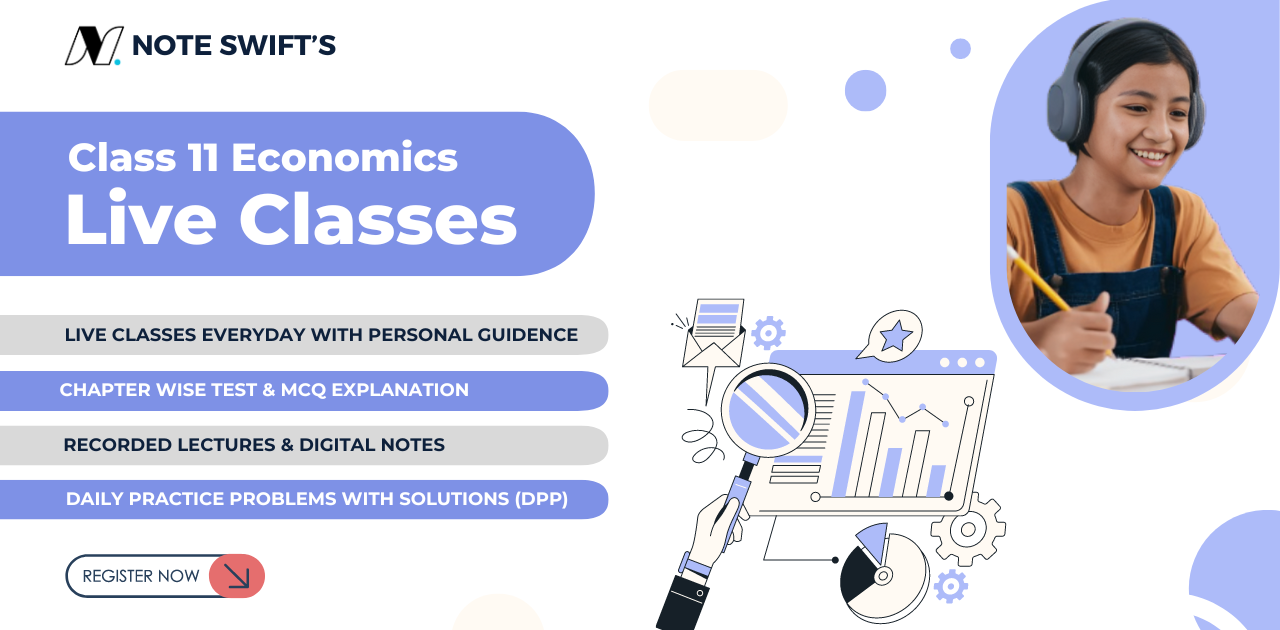 NOTE SWIFT'S
Class 11 Economics
Live Classes
LIVE CLASSES EVERYDAY WITH PERSONAL GUIDENCE
CHAPTER WISE TEST & MCQ EXPLANATION
RECORDED LECTURES & DIGITAL NOTES
DAILY PRACTICE PROBLEMS WITH SOLUTIONS (DPP)
REGISTER NOW